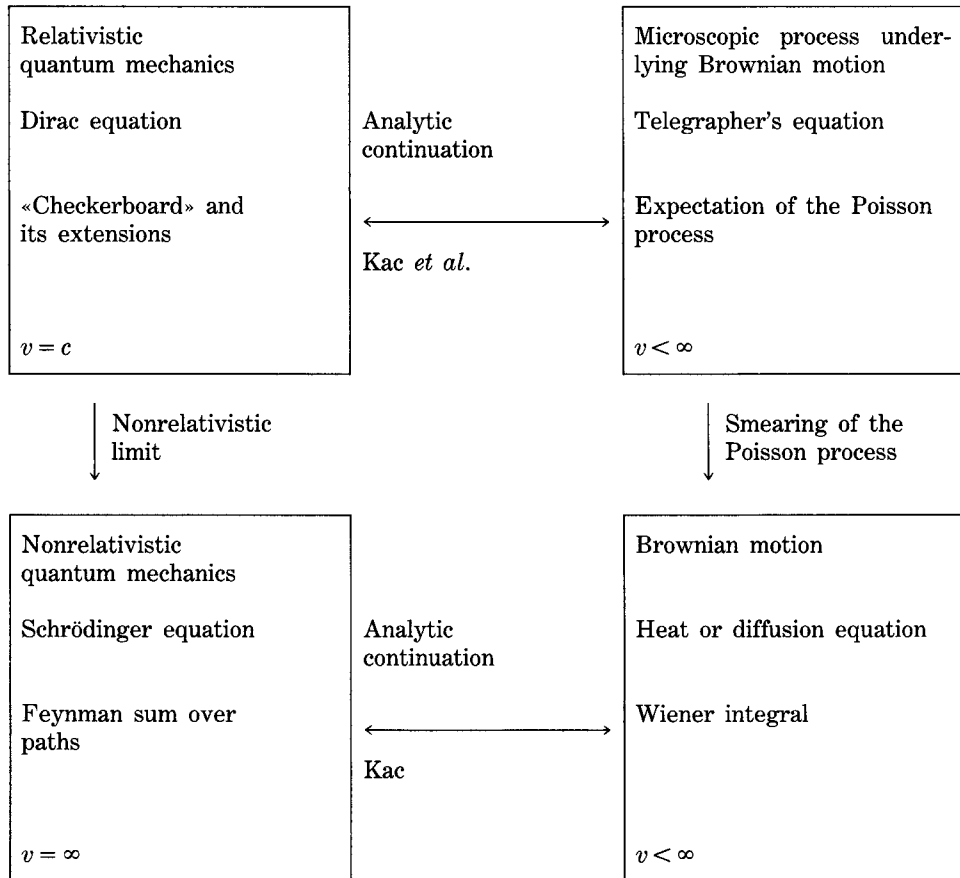 Relativistic
quantum mechanics
Dirac equation
«Checkerboard» and
its extensions
v = c
Analytic
continuation
Kac et al.
Microscopic process under-
lying Brownian motion
Telegrapher's equation
Expectation of the Poisson
process
v < ∞
Nonrelativistic
limit
Smearing of the
Poisson process
Nonrelativistic
quantum mechanics
Schrödinger equation
Feynman sum over
paths
v = ∞
Analytic
continuation
Kac
Brownian motion
Heat or diffusion equation
Wiener integral
v < ∞